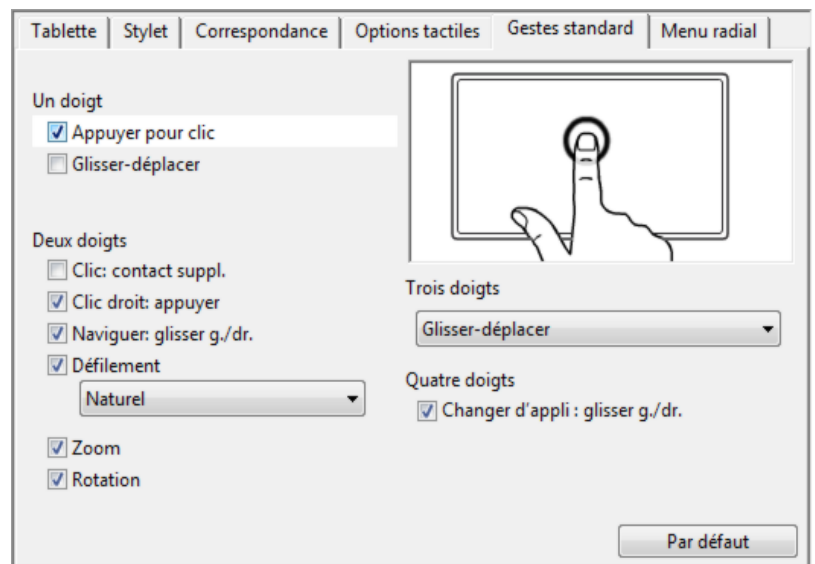 Tablette
Stylet
Correspondance
Options tactiles
Gestes standard
Menu radial
Un doigt
Appuyer pour clic
Glisser-déplacer
Deux doigts
Clic: contact suppl.
Clic droit: appuyer
Naviguer: glisser g./dr.
Défilement
Naturel
Zoom
Rotation
Trois doigts
Glisser-déplacer
Quatre doigts
Changer d'appli : glisser g./dr.
Par défaut